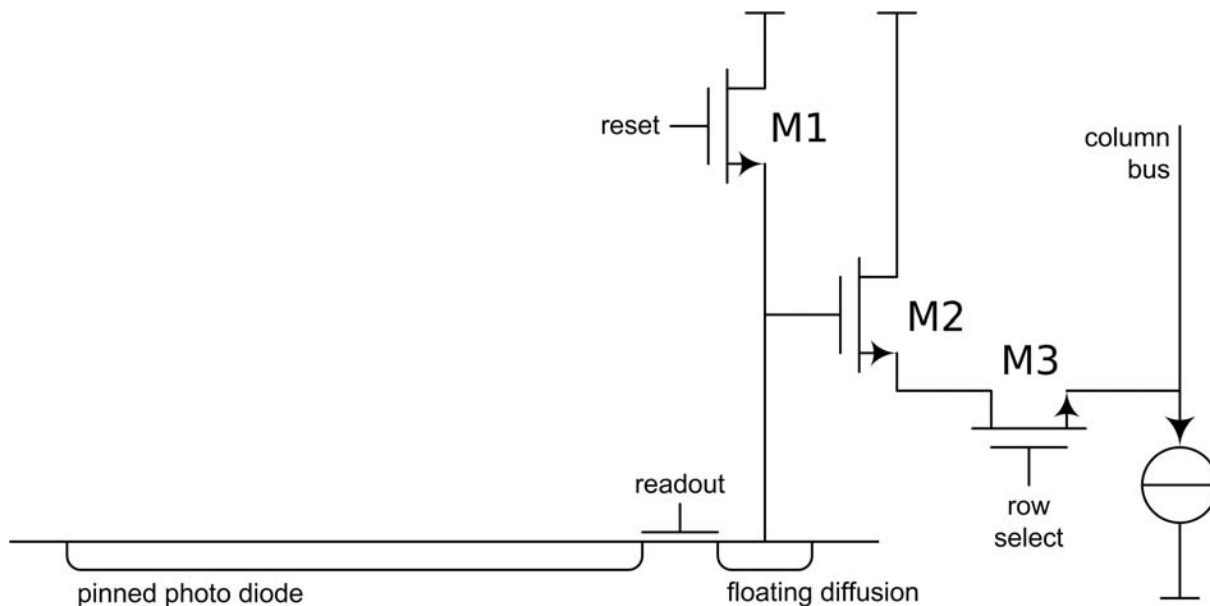 reset
M1
column
bus
M2
M3
readout
row
select
pinned photo diode
floating diffusion